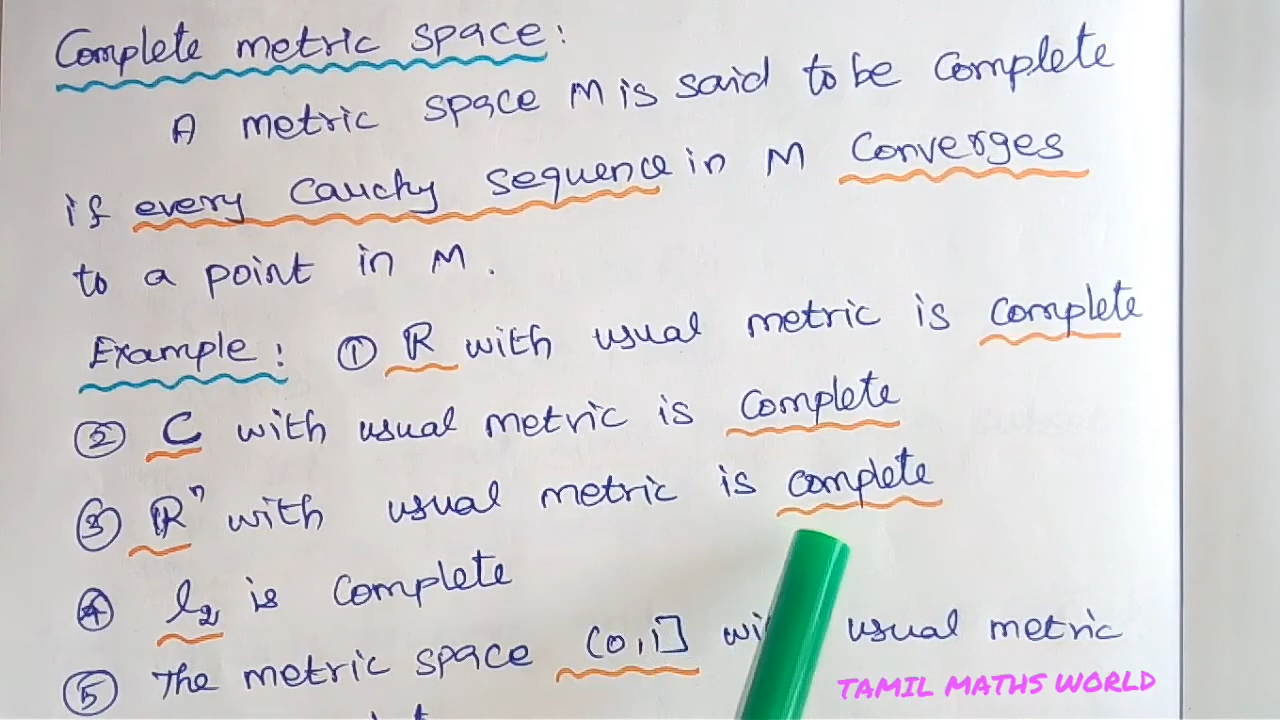 Complete metric space:
A metric space M is said to be complete
if every Cauchy sequence in M converges
to a point in M.
Example: ① R with usual metric is complete
② C with usual metric is complete
③ Rⁿ with usual metric is complete
④ l₂ is complete
⑤ The metric space (0,1] usual metric
TAMIL MATHS WORLD